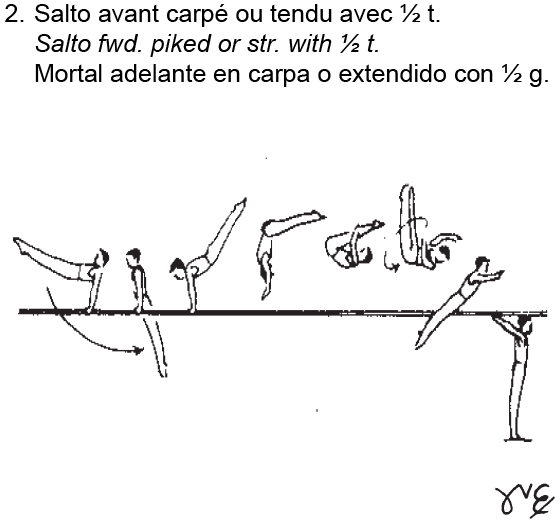 2. Salto avant carpé ou tendu avec ½ t.
Salto fwd. piked or str. with ½ t.
Mortal adelante en carpa o extendido con ½ g.